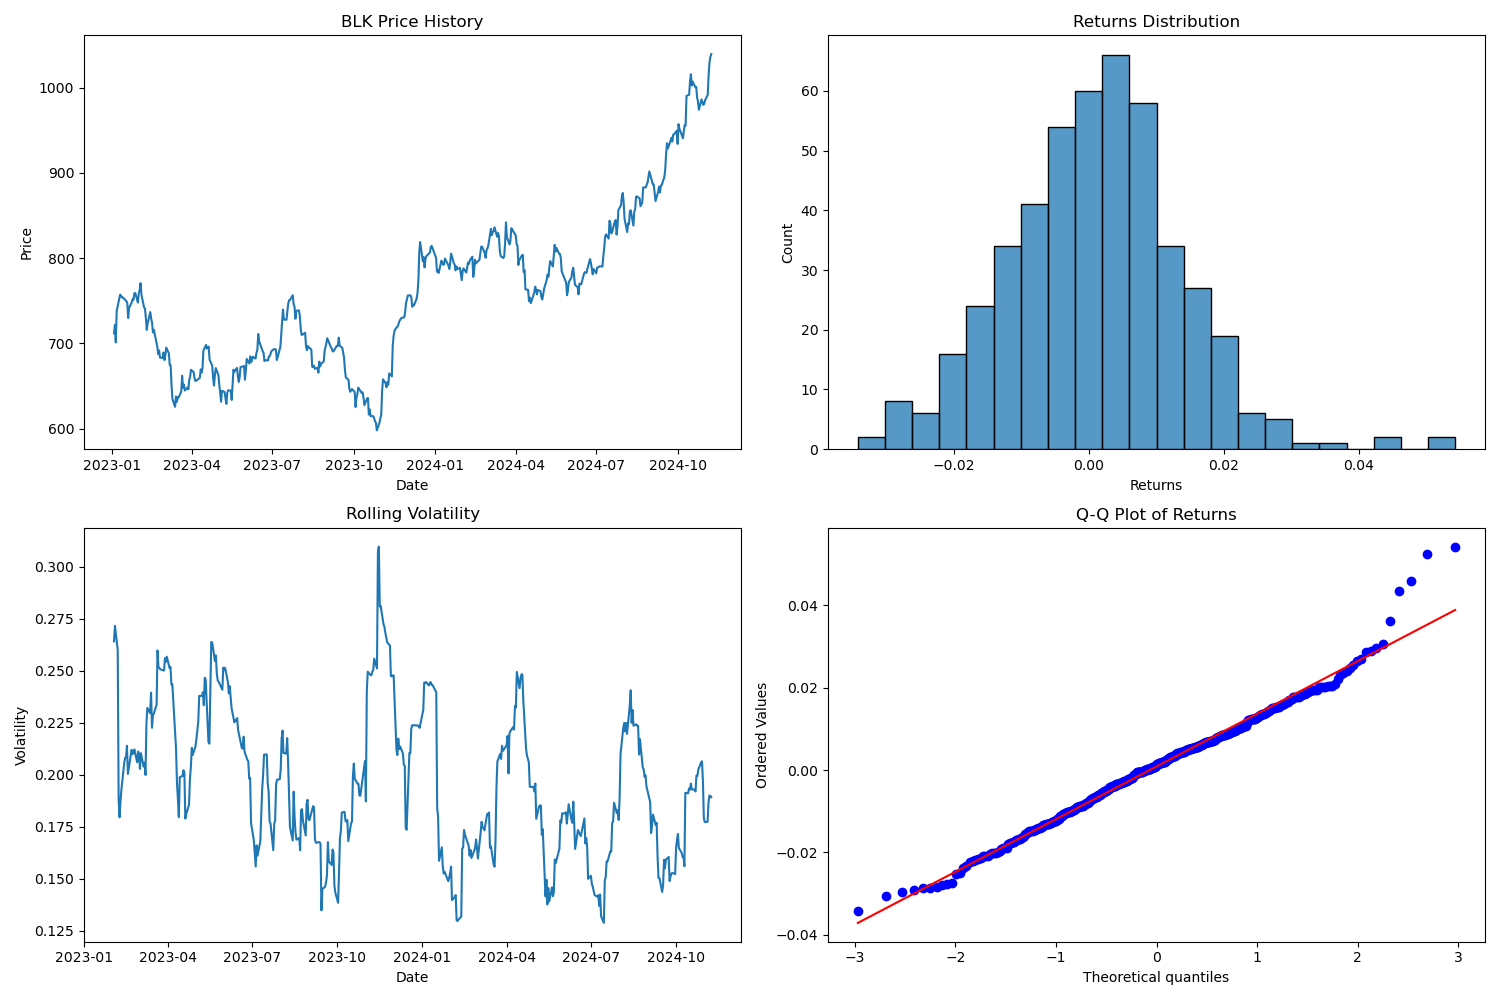 BLK Price History
Price
1000
900
800
700
600
2023-01 2023-04 2023-07 2023-10 2024-01 2024-04 2024-07 2024-10
Date
Returns Distribution
Count
60
50
40
30
20
10
0
−0.02 0.00 0.02 0.04
Returns
Rolling Volatility
Volatility
0.300
0.275
0.250
0.225
0.200
0.175
0.150
0.125
2023-01 2023-04 2023-07 2023-10 2024-01 2024-04 2024-07 2024-10
Date
Q-Q Plot of Returns
Ordered Values
0.04
0.02
0.00
−0.02
−0.04
−3 −2 −1 0 1 2 3
Theoretical quantiles